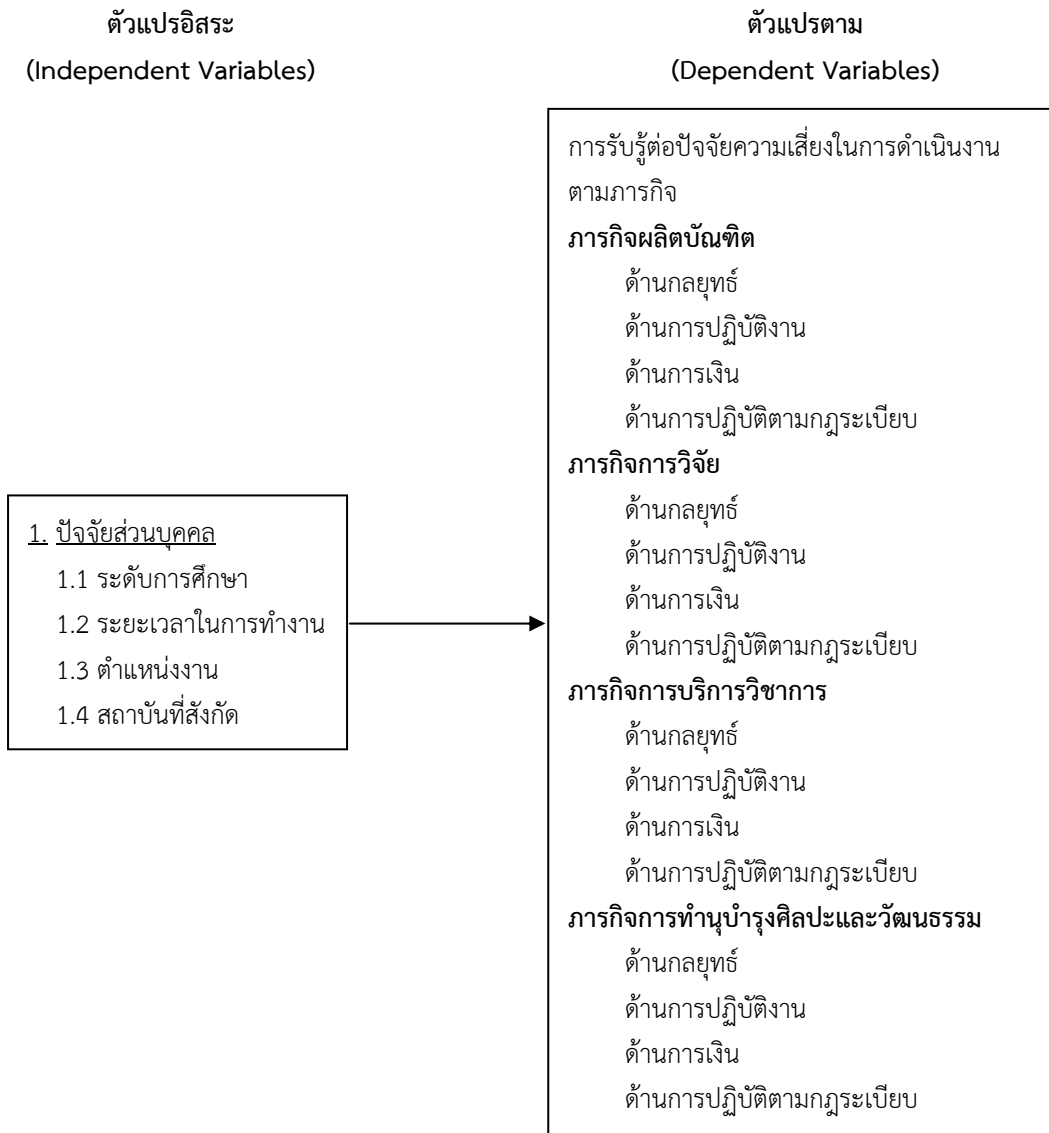 ตัวแปรอิสระ
(Independent Variables)
ตัวแปรตาม
(Dependent Variables)
1. ปัจจัยส่วนบุคคล
1.1 ระดับการศึกษา
1.2 ระยะเวลาในการทำงาน
1.3 ตำแหน่งงาน
1.4 สถาบันที่สังกัด
การรับรู้ต่อปัจจัยความเสี่ยงในการดำเนินงาน
ตามภารกิจ
ภารกิจผลิตบัณฑิต
ด้านกลยุทธ์
ด้านการปฏิบัติงาน
ด้านการเงิน
ด้านการปฏิบัติตามกฎระเบียบ
ภารกิจการวิจัย
ด้านกลยุทธ์
ด้านการปฏิบัติงาน
ด้านการเงิน
ด้านการปฏิบัติตามกฎระเบียบ
ภารกิจการบริการวิชาการ
ด้านกลยุทธ์
ด้านการปฏิบัติงาน
ด้านการเงิน
ด้านการปฏิบัติตามกฎระเบียบ
ภารกิจการทำนุบำรุงศิลปะและวัฒนธรรม
ด้านกลยุทธ์
ด้านการปฏิบัติงาน
ด้านการเงิน
ด้านการปฏิบัติตามกฎระเบียบ